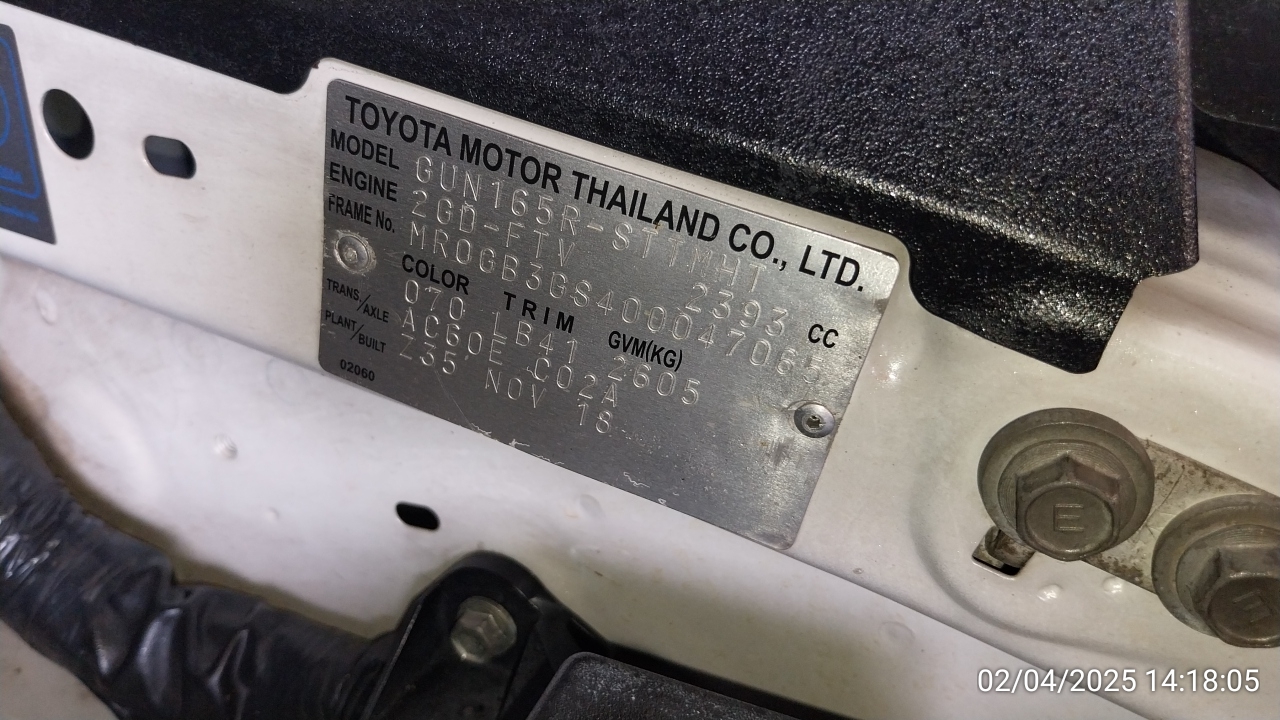 TOYOTA MOTOR THAILAND CO., LTD.
MODEL GUN165R-STTMHT
ENGINE 2GD-FTV 2393 CC
FRAME No. MR0GB3GS400047065
COLOR TRIM GVM(KG)
070 LB41 2605
TRANS/AXLE AC60E C02A
PLANT/BUILT Z35 NOV 18
02060
E
E
02/04/2025 14:18:05